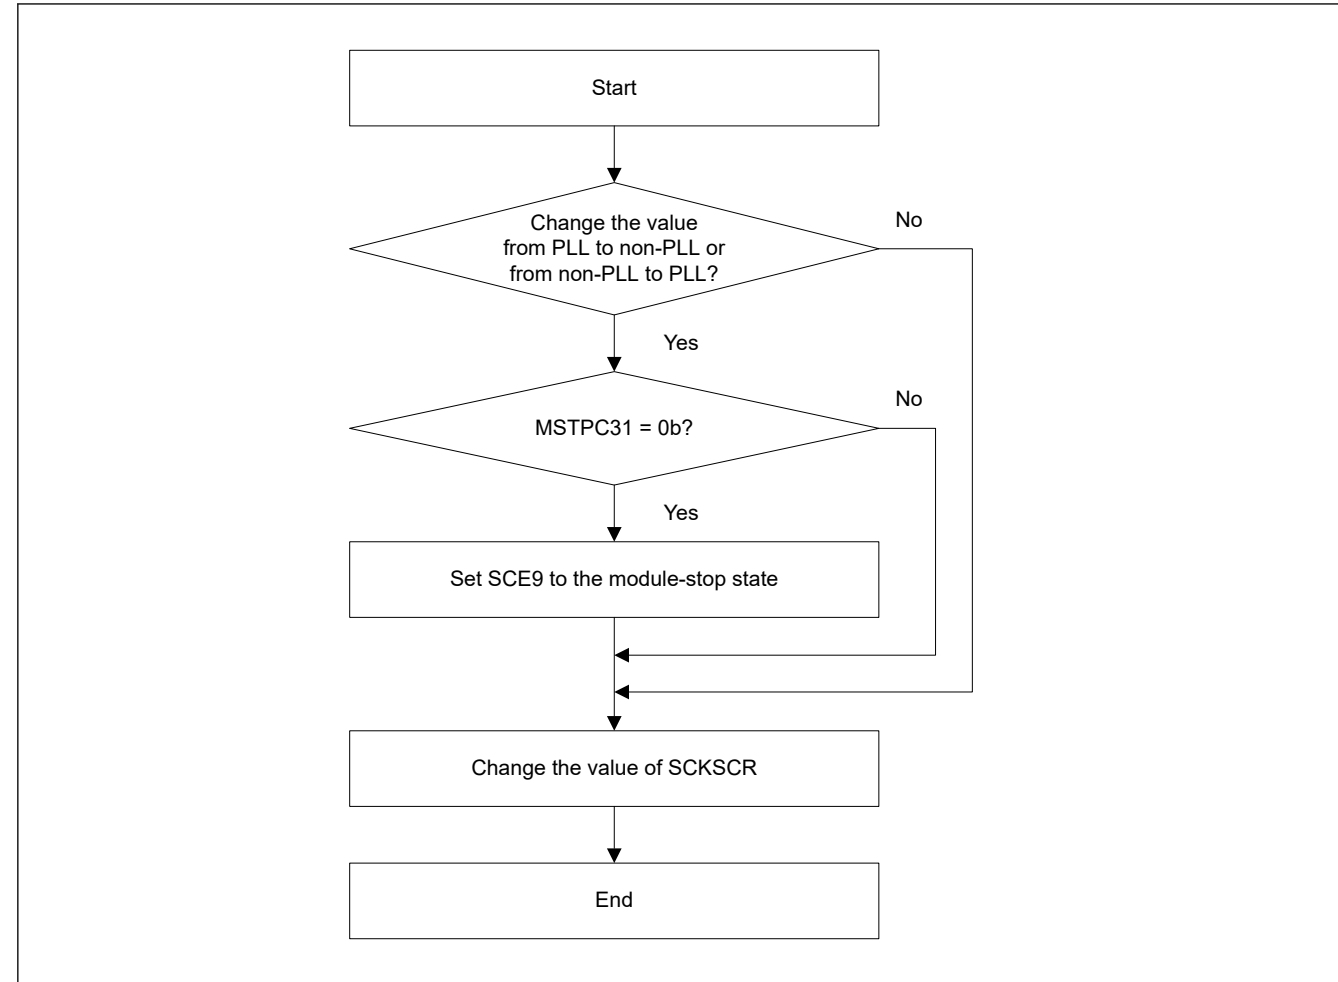 Start
Change the value
from PLL to non-PLL or
from non-PLL to PLL?
No
Yes
MSTPC31 = 0b?
No
Yes
Set SCE9 to the module-stop state
Change the value of SCKSCR
End